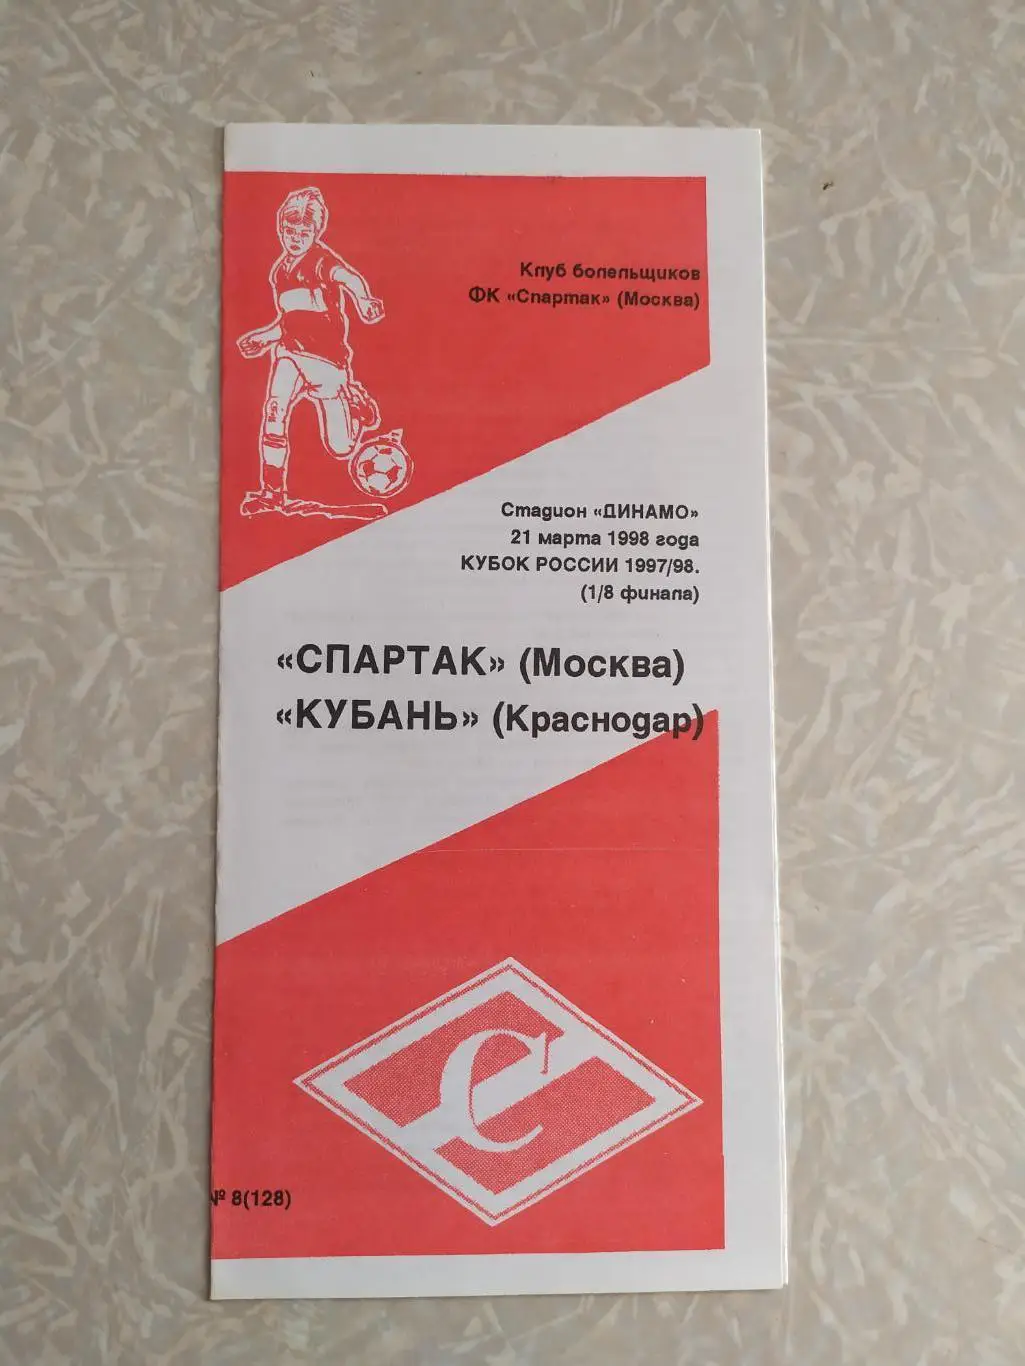 Клуб болельщиков
ФК «Спартак» (Москва)
Стадион «ДИНАМО»
21 марта 1998 года
КУБОК РОССИИ 1997/98.
(1/8 финала)
«СПАРТАК» (Москва)
«КУБАНЬ» (Краснодар)
С
№ 8(128)